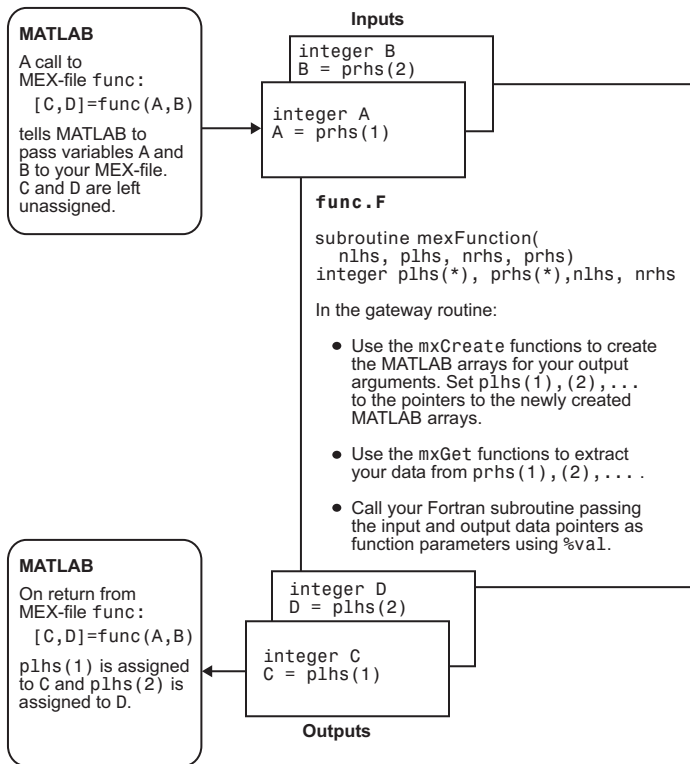 MATLAB
A call to
MEX-file func:
[C,D]=func(A,B)
tells MATLAB to
pass variables A and
B to your MEX-file.
C and D are left
unassigned.
Inputs
integer B
B = prhs(2)
integer A
A = prhs(1)
func.F
subroutine mexFunction(
nlhs, plhs, nrhs, prhs)
integer plhs(*), prhs(*),nlhs, nrhs
In the gateway routine:
• Use the mxCreate functions to create
the MATLAB arrays for your output
arguments. Set plhs(1),(2),...
to the pointers to the newly created
MATLAB arrays.
• Use the mxGet functions to extract
your data from prhs(1),(2),... .
• Call your Fortran subroutine passing
the input and output data pointers as
function parameters using %val.
MATLAB
On return from
MEX-file func:
[C,D]=func(A,B)
plhs(1) is assigned
to C and plhs(2) is
assigned to D.
integer D
D = plhs(2)
integer C
C = plhs(1)
Outputs